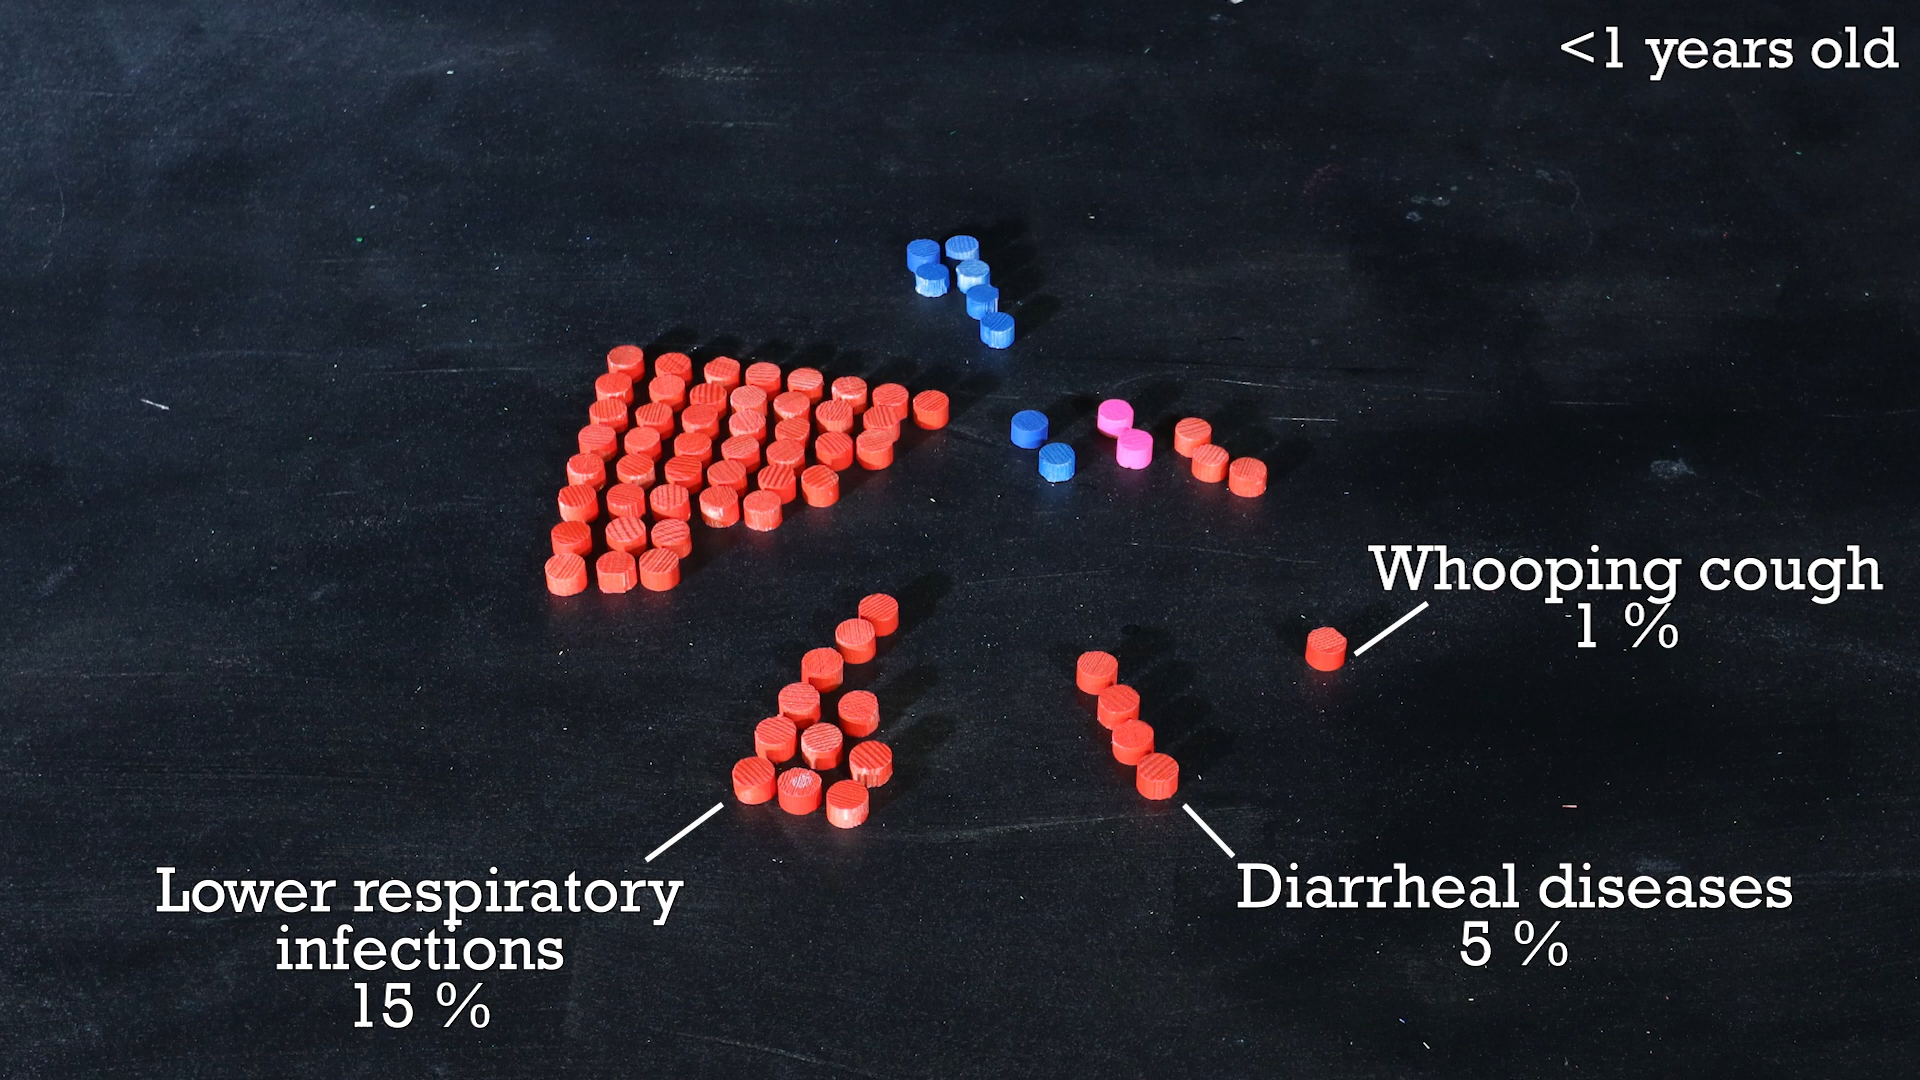 <1 years old
Whooping cough
1 %
Lower respiratory
infections
15 %
Diarrheal diseases
5 %